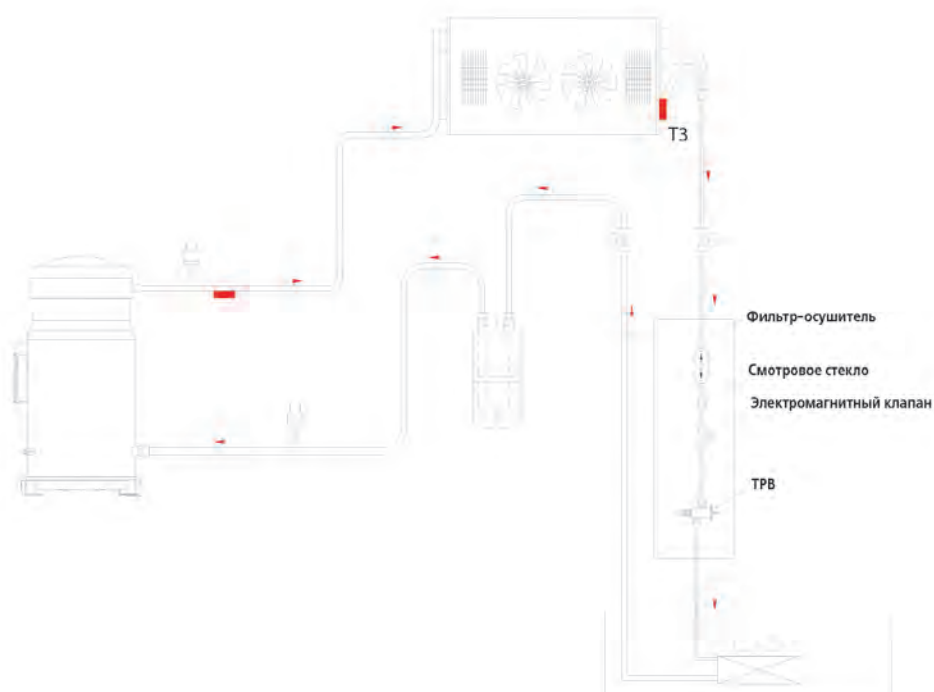 T3
Фильтр-осушитель
Смотровое стекло
Электромагнитный клапан
ТРВ